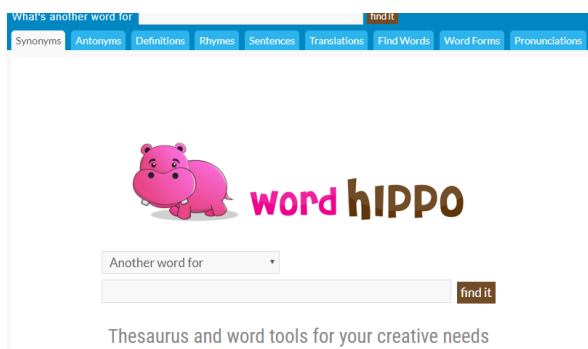 What's another word for find it
Synonyms Antonyms Definitions Rhymes Sentences Translations Find Words Word Forms Pronunciations
word hIPPO
Another word for
find it
Thesaurus and word tools for your creative needs